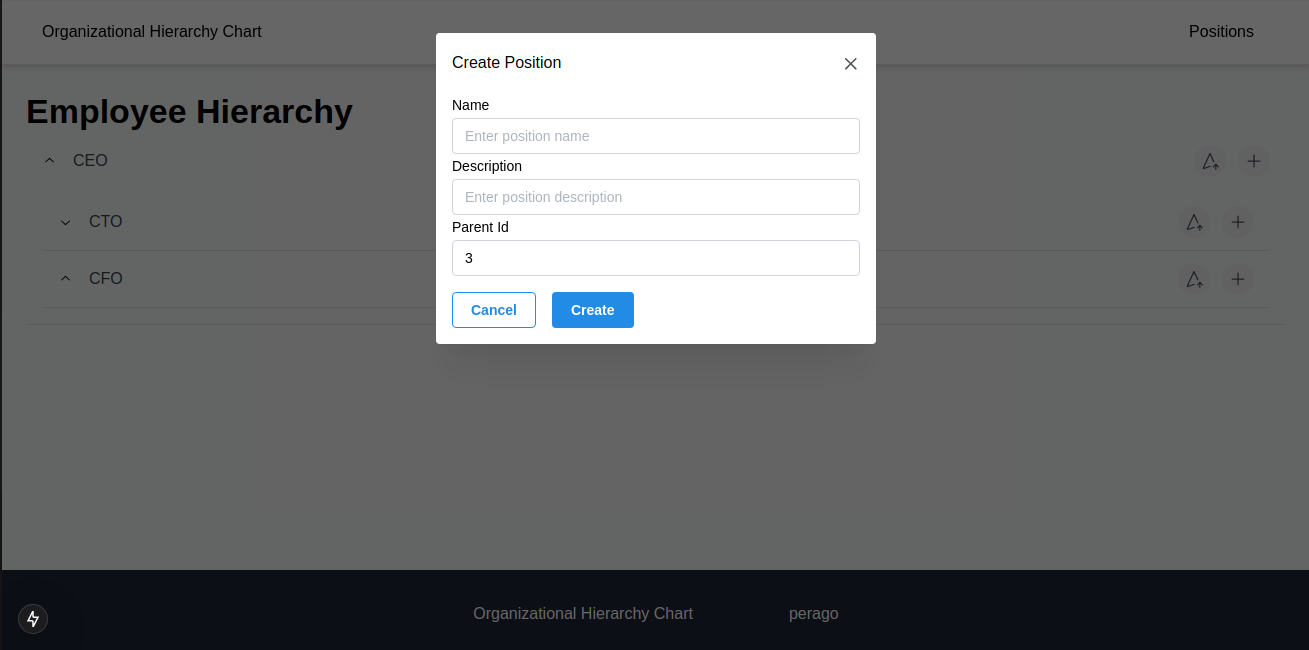 Organizational Hierarchy Chart
Positions
Create Position
Name
Enter position name
Description
Enter position description
Parent Id
3
Cancel
Create
Employee Hierarchy
CEO
CTO
CFO
Organizational Hierarchy Chart
perago